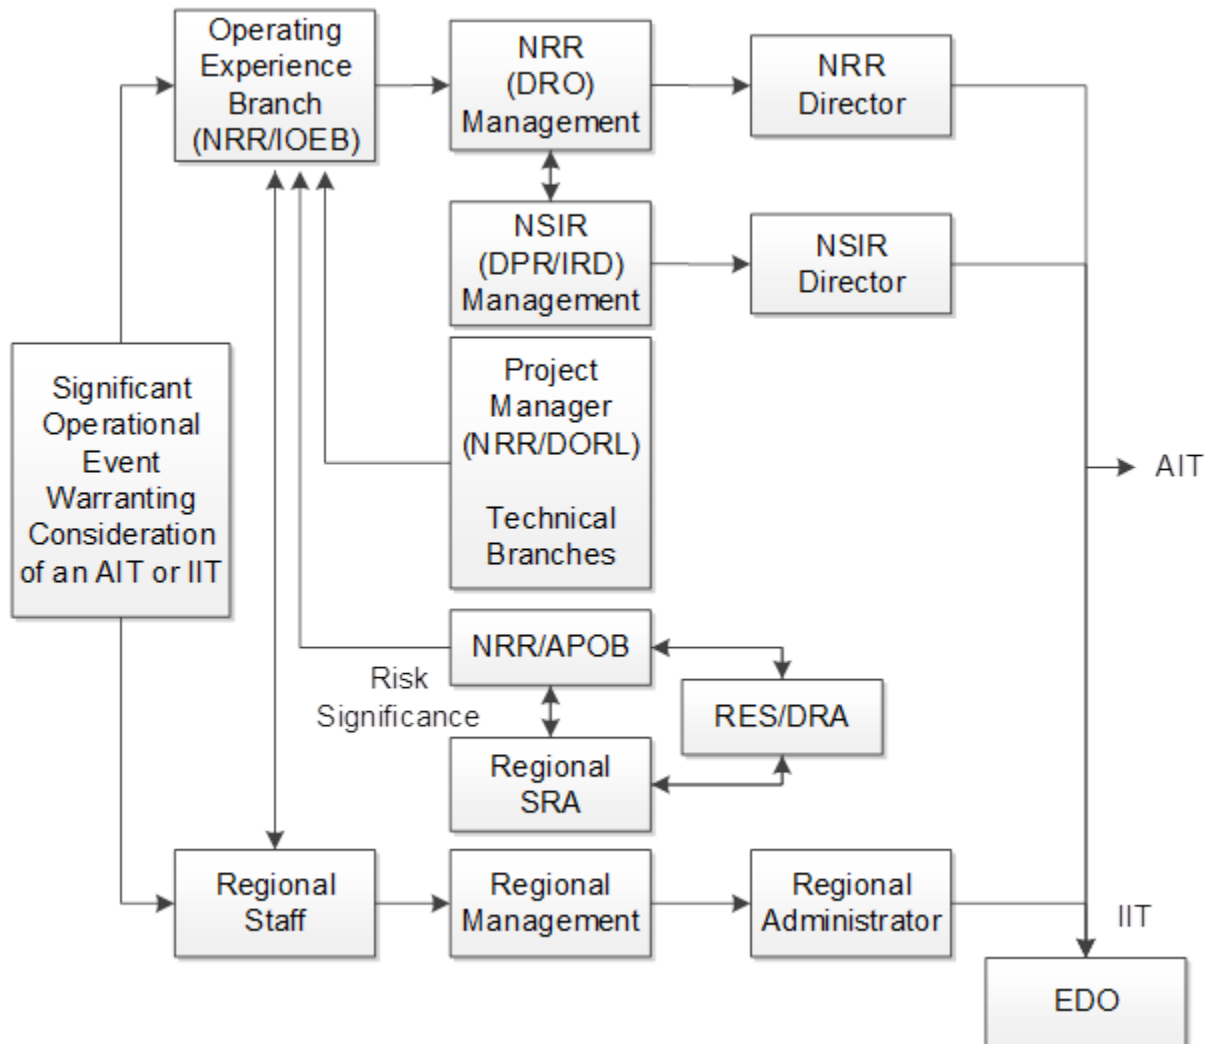 Operating
Experience
Branch
(NRR/IOEB)
NRR
(DRO)
Management
NRR
Director
NSIR
(DPR/IRD)
Management
NSIR
Director
Significant
Operational
Event
Warranting
Consideration
of an AIT or IIT
Project
Manager
(NRR/DORL)
Technical
Branches
AIT
NRR/APOB
Risk
Significance
RES/DRA
Regional
SRA
Regional
Staff
Regional
Management
Regional
Administrator
IIT
EDO